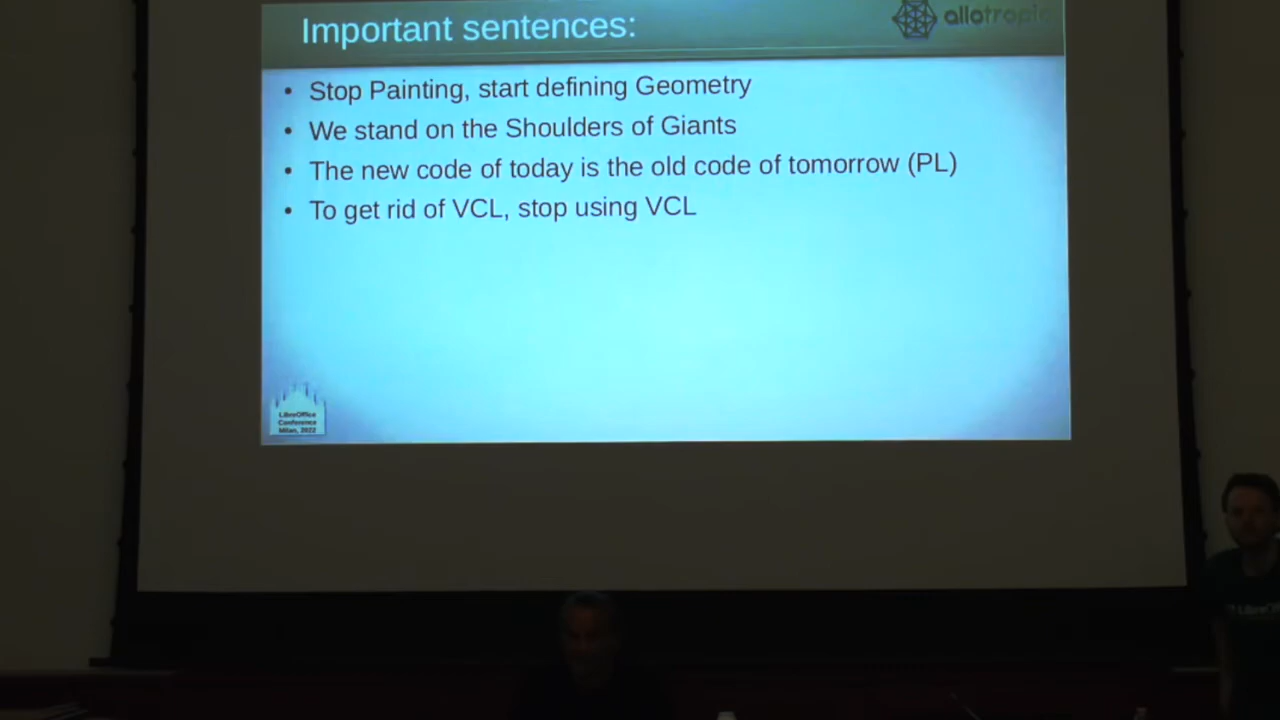 Important sentences:
allotropia
• Stop Painting, start defining Geometry
• We stand on the Shoulders of Giants
• The new code of today is the old code of tomorrow (PL)
• To get rid of VCL, stop using VCL
LibreOffice
Conference
Milan, 2022